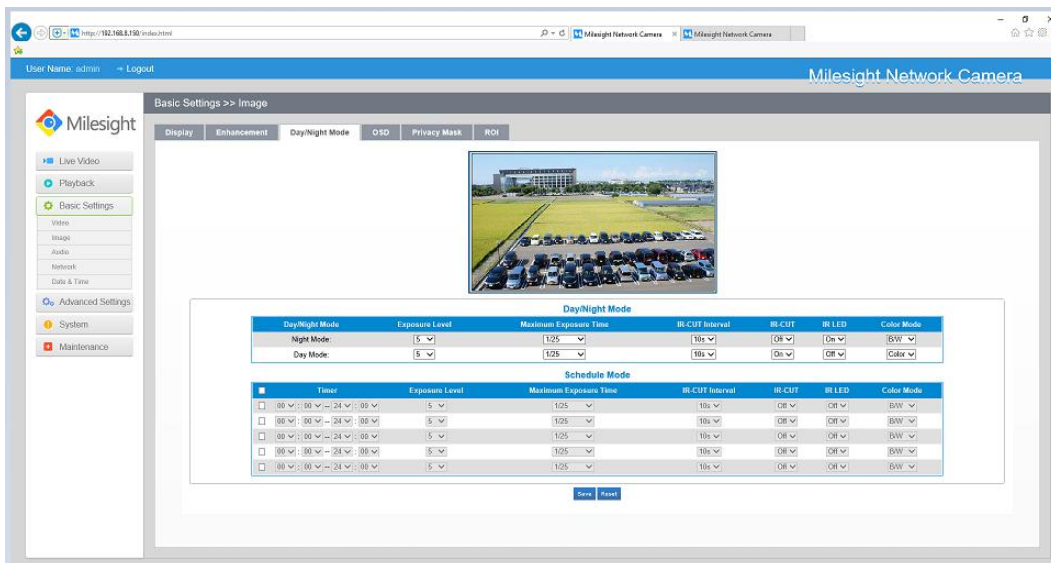 http://192.168.8.150/index.html
Milesight Network Camera
Milesight Network Camera
User Name: admin
Logout
Milesight Network Camera
Basic Settings >> Image
Milesight
Display Enhancement Day/Night Mode OSD Privacy Mask ROI
Live Video
Playback
Basic Settings
Video
Image
Audio
Network
Date & Time
Advanced Settings
System
Maintenance
Day/Night Mode
Day/Night Mode Exposure Level Maximum Exposure Time IR-CUT Interval IR-CUT IR LED Color Mode
Night Mode: 5 1/25 10s Off On B/W
Day Mode: 5 1/25 10s On Off Color
Schedule Mode
Timer Exposure Level Maximum Exposure Time IR-CUT Interval IR-CUT IR LED Color Mode
00 : 00 -- 24 : 00 5 1/25 10s Off Off B/W
00 : 00 -- 24 : 00 5 1/25 10s Off Off B/W
00 : 00 -- 24 : 00 5 1/25 10s Off Off B/W
00 : 00 -- 24 : 00 5 1/25 10s Off Off B/W
00 : 00 -- 24 : 00 5 1/25 10s Off Off B/W
Save Reset